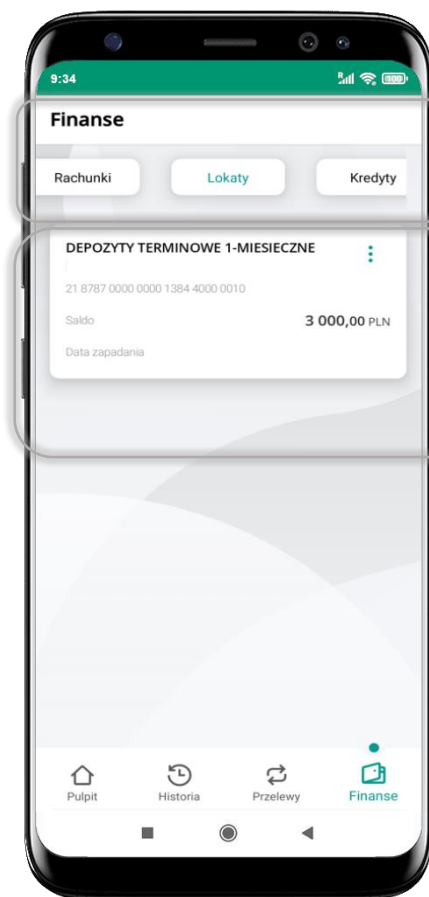 9:34
R
100
Finanse
Rachunki
Lokaty
Kredyty
DEPOZYTY TERMINOWE 1-MIESIECZNE
21 8787 0000 0000 1384 4000 0010
Saldo
3 000,00 PLN
Data zapadania
Pulpit
Historia
Przelewy
Finanse